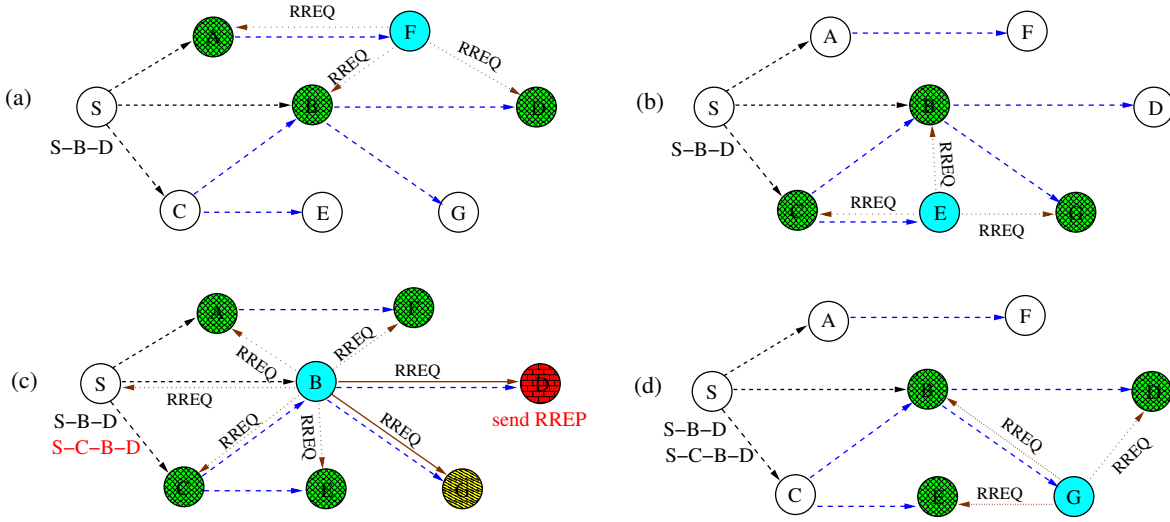 (a)
A
F
RREQ
RREQ
RREQ
S
B
D
S–B–D
C
E
G
(b)
A
F
S
B
D
S–B–D
RREQ
RREQ
C
E
G
RREQ
(c)
A
F
RREQ
RREQ
S
B
RREQ
D
RREQ
S–B–D
S–C–B–D
send RREP
RREQ
RREQ
RREQ
C
E
G
(d)
A
F
S
B
D
S–B–D
S–C–B–D
RREQ
RREQ
C
E
RREQ
G